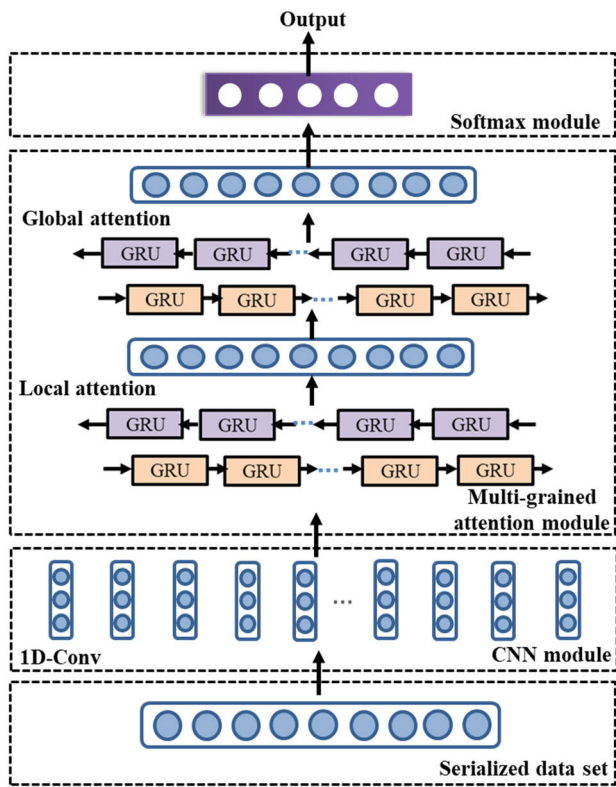 Output
Softmax module
Global attention
GRU GRU ... GRU GRU
GRU GRU ... GRU GRU
Local attention
GRU GRU ... GRU GRU
GRU GRU ... GRU GRU
Multi-grained
attention module
...
1D-Conv
CNN module
Serialized data set